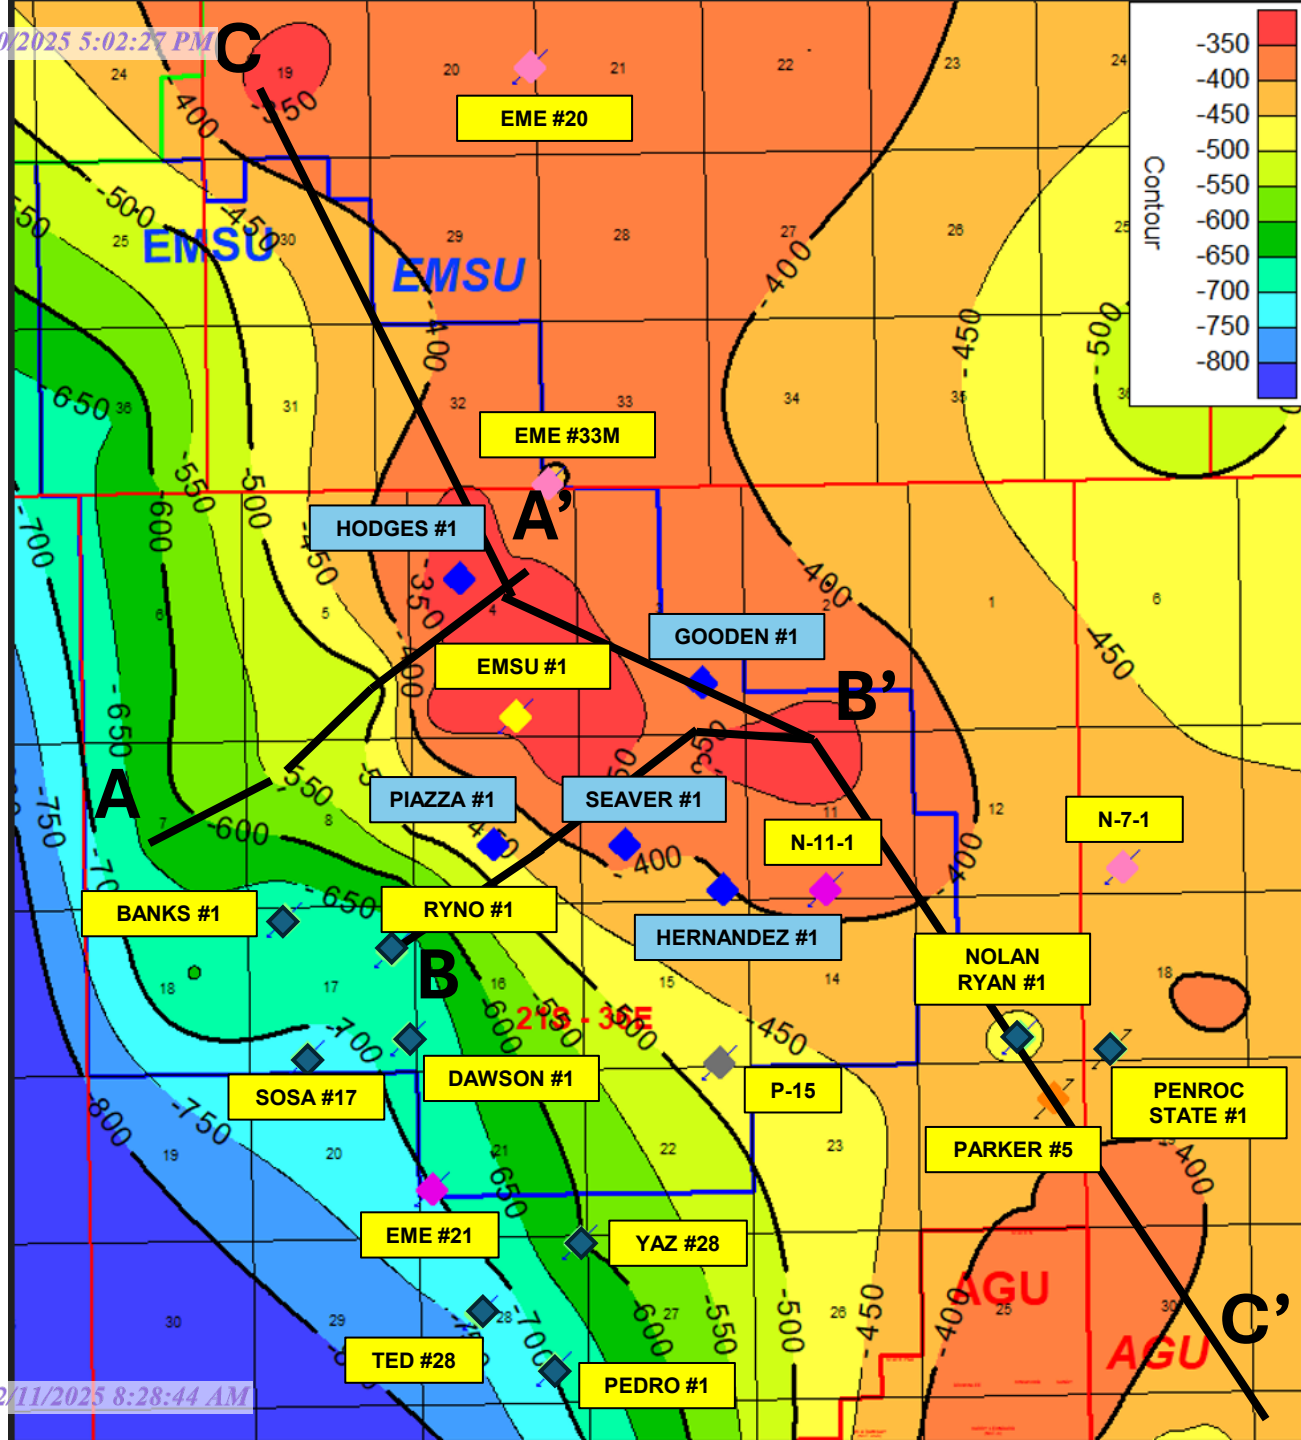 0/2025 5:02:27 PM
C
-350
-400
-450
-500
-550
-600
-650
-700
-750
-800
Contour
24
19
20
21
22
23
24
-350
400
EME #20
-500
-450
50
25
EMSU
30
29
EMSU
28
27
26
25
-400
-400
-450
-500
-650
36
31
32
33
34
35
EME #33M
-550
-500
-600
-450
-700
A’
HODGES #1
-350
-400
6
5
4
2
1
6
-400
-450
GOODEN #1
EMSU #1
B’
-650
-750
A
-550
-600
7
8
PIAZZA #1
SEAVER #1
11
12
N-11-1
N-7-1
-400
-400
-650
BANKS #1
RYNO #1
HERNANDEZ #1
B
NOLAN
RYAN #1
18
17
16
15
14
18
-700
-600
-550
-500
-450
SOSA #17
DAWSON #1
P-15
PENROC
STATE #1
PARKER #5
-800
-750
19
20
21
22
23
19
-400
-650
EME #21
YAZ #28
AGU
AGU
C’
30
29
28
27
26
25
30
-700
-600
-550
-500
-450
-400
TED #28
PEDRO #1
2/11/2025 8:28:44 AM